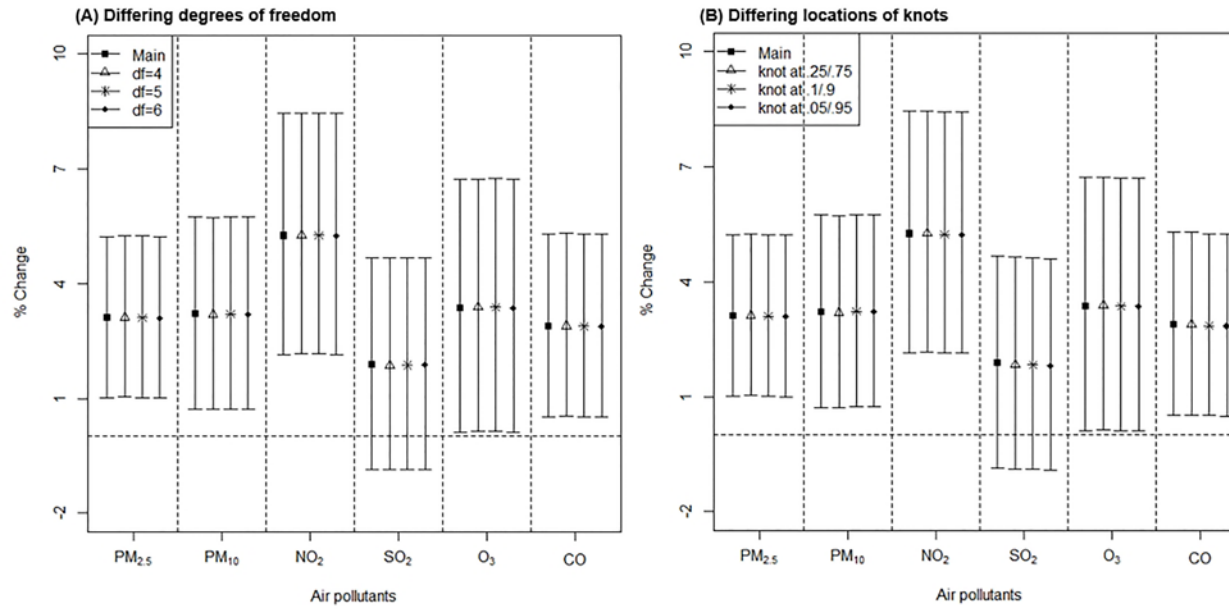 (A) Differing degrees of freedom
10
7
4
1
-2
% Change
Main
df=4
df=5
df=6
PM2.5 PM10 NO2 SO2 O3 CO
Air pollutants
(B) Differing locations of knots
10
7
4
1
-2
% Change
Main
knot at .25/.75
knot at .1/.9
knot at .05/.95
PM2.5 PM10 NO2 SO2 O3 CO
Air pollutants